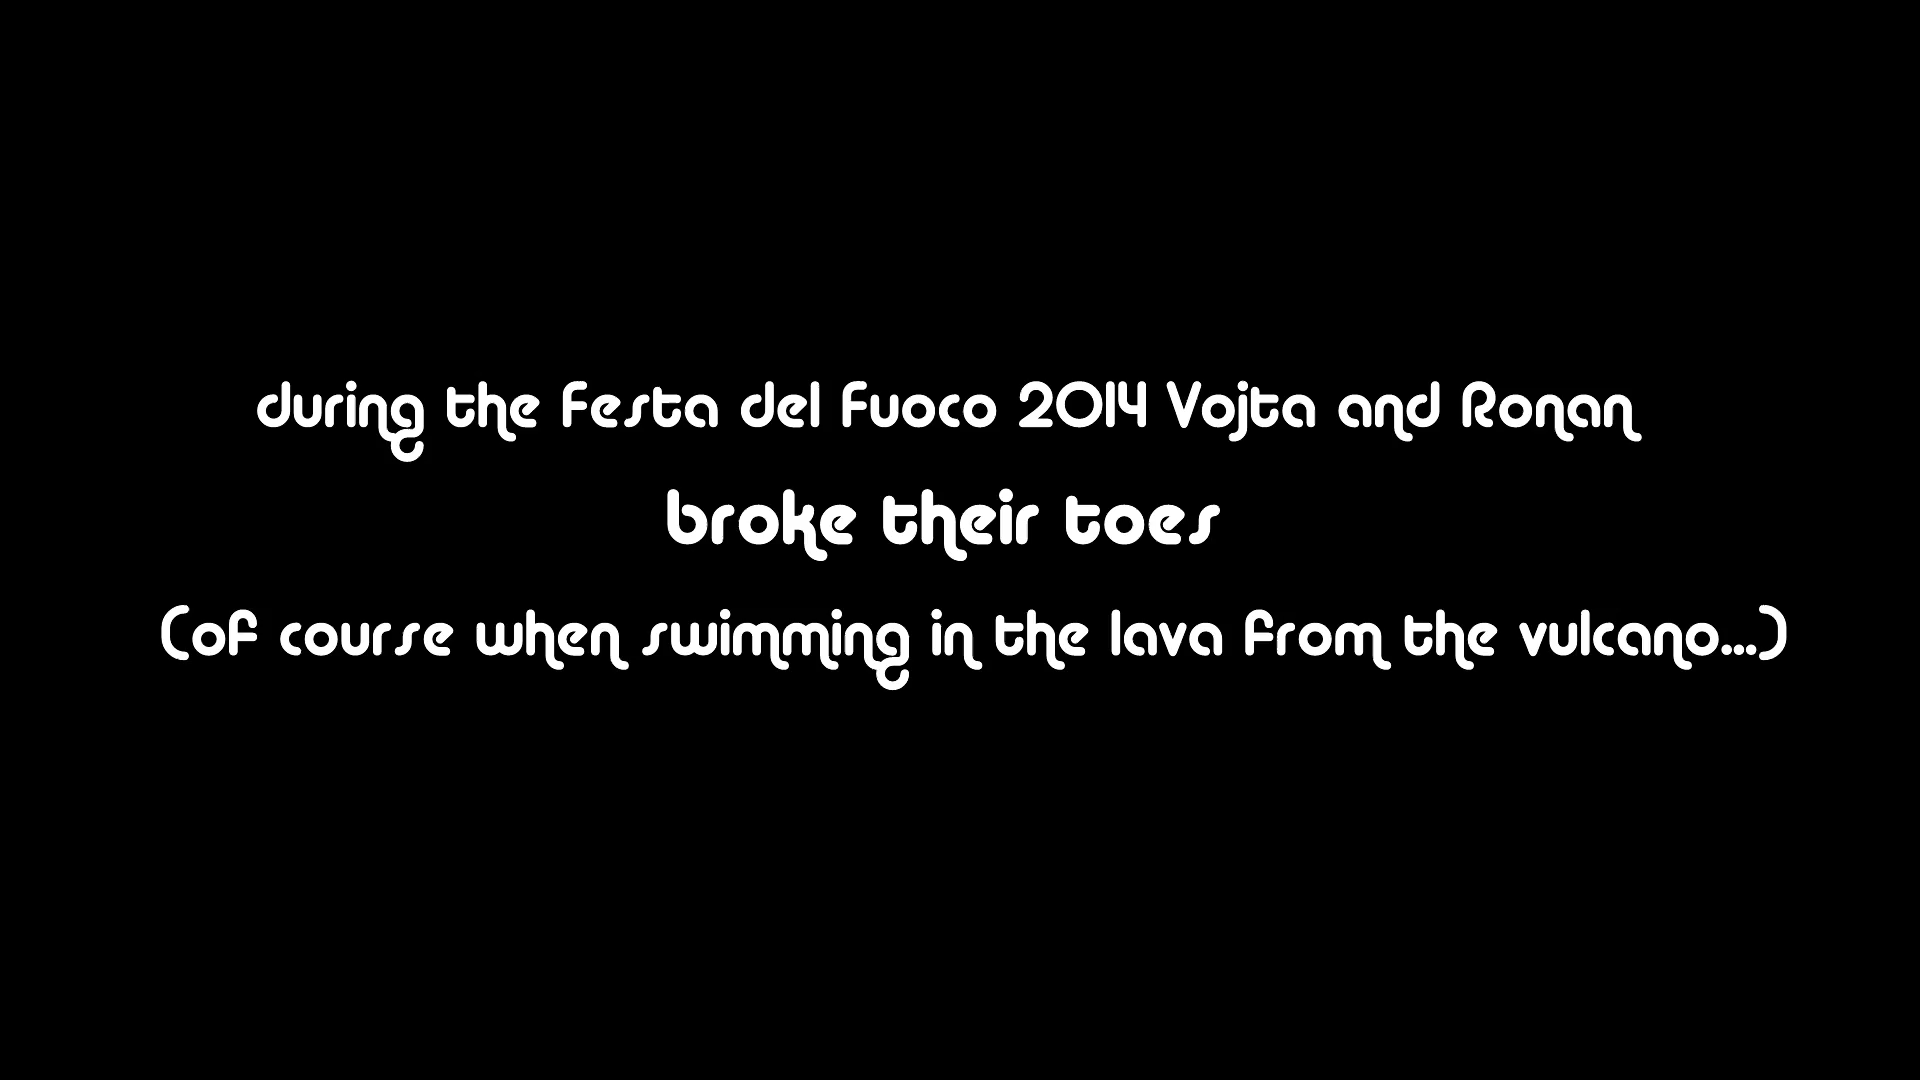 during the Festa del Fuoco 2014 Vojta and Ronan
broke their toes
(of course when swimming in the lava from the vulcano...)